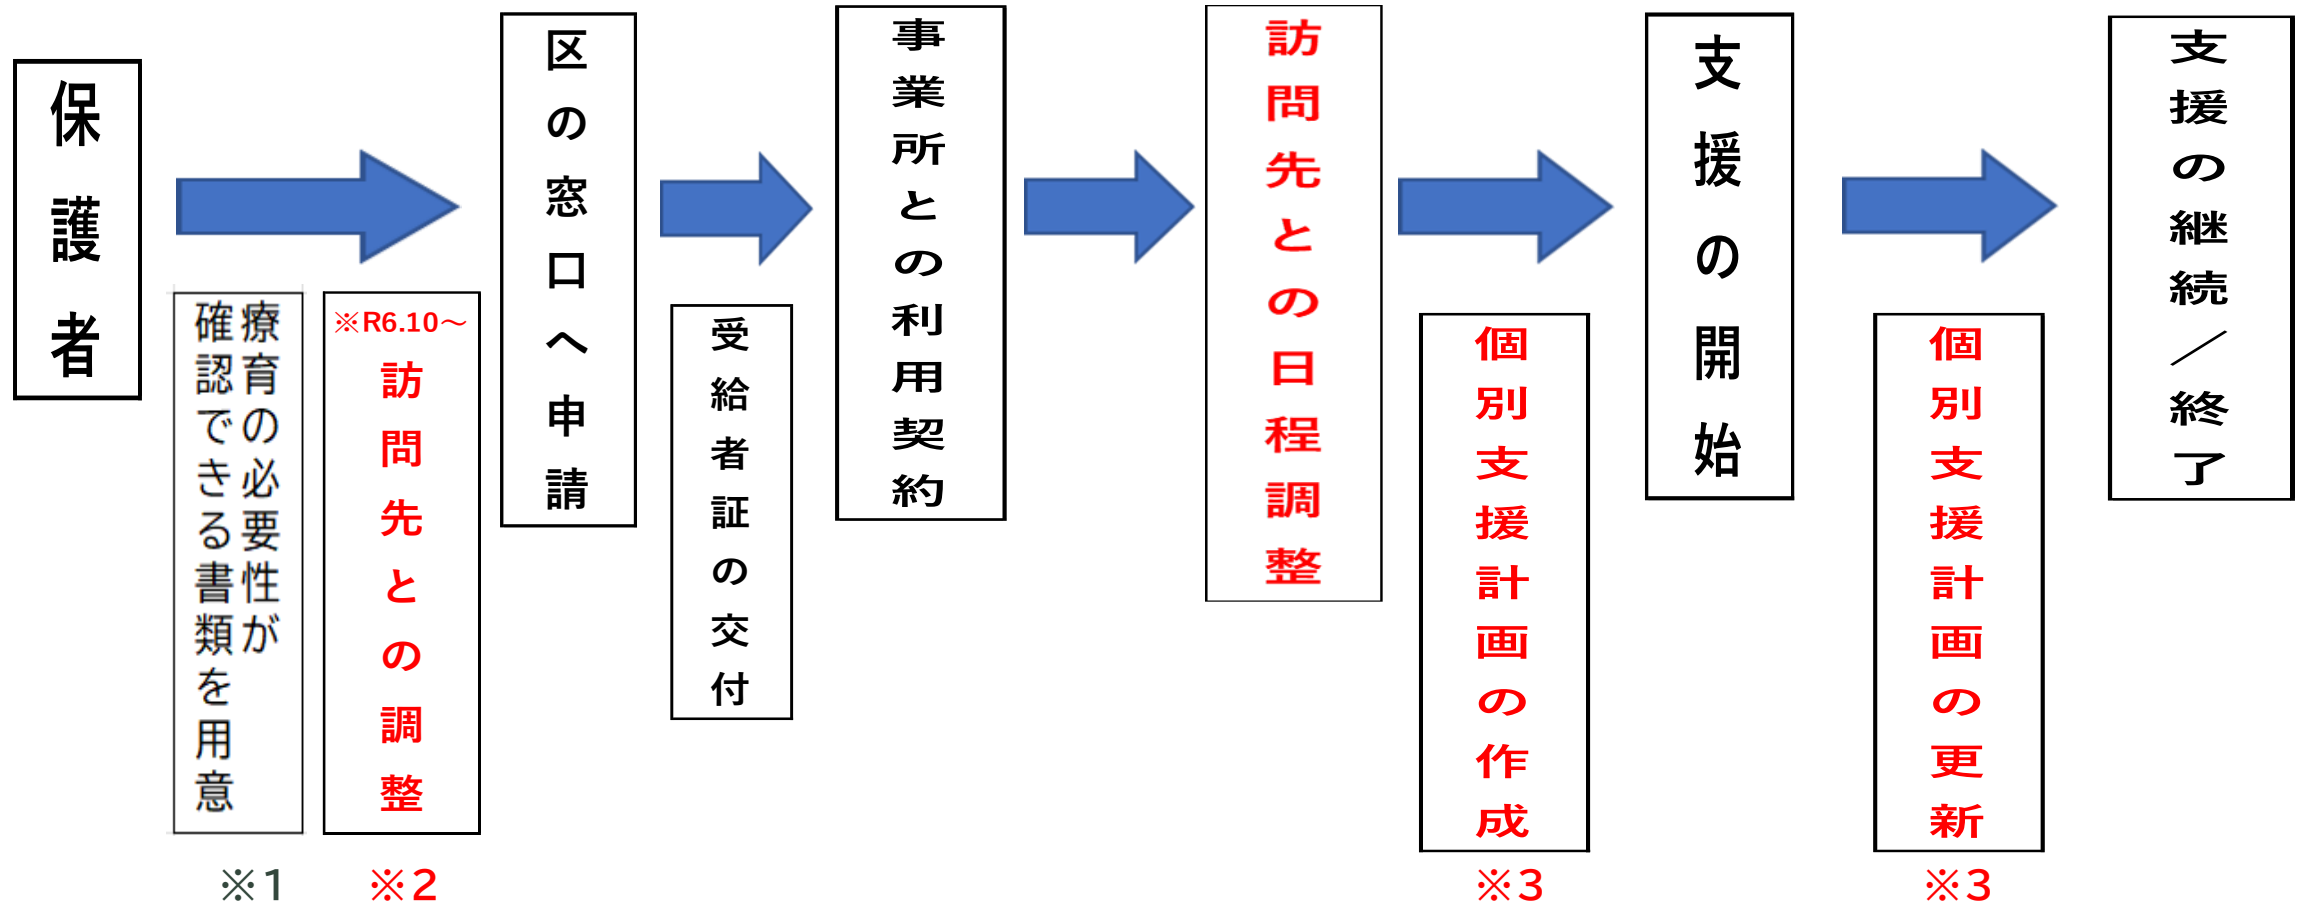 保護者
療育の必要性が
確認できる書類を用意
※1
※R6.10～
訪問先との調整
※2
区の窓口へ申請
受給者証の交付
事業所との利用契約
訪問先との日程調整
個別支援計画の作成
※3
支援の開始
個別支援計画の更新
※3
支援の継続／終了